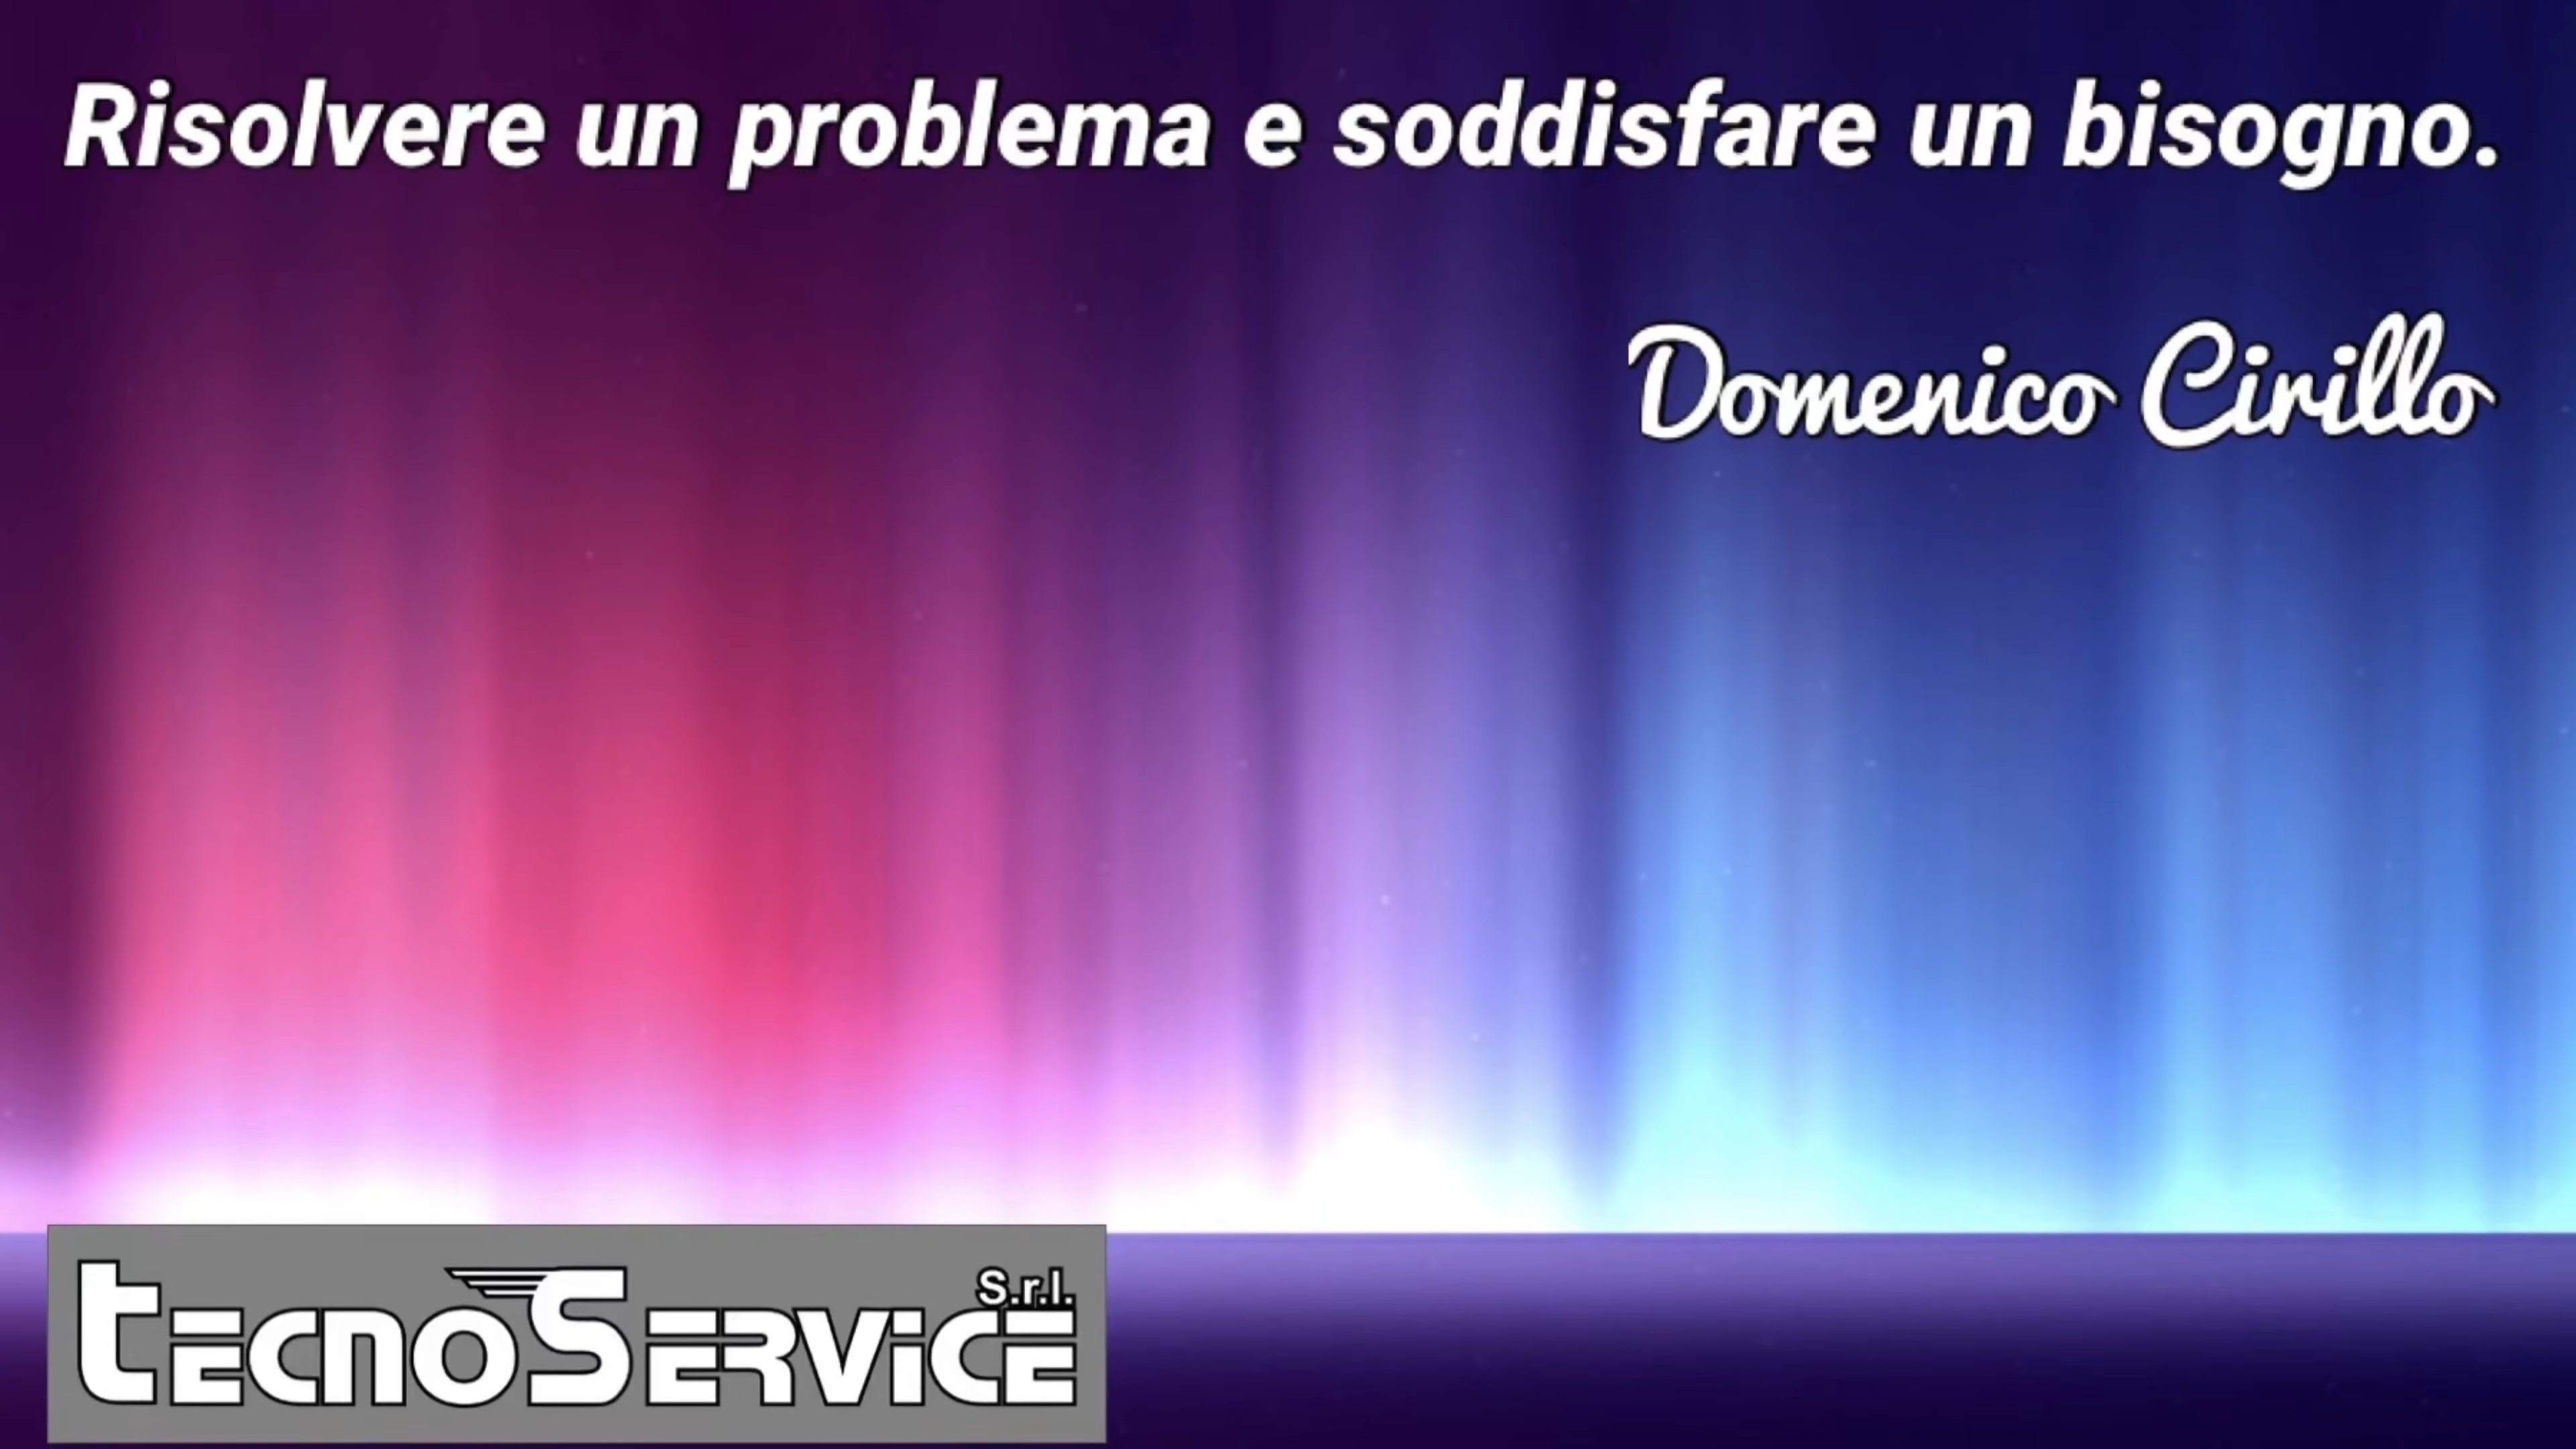 Risolvere un problema e soddisfare un bisogno.
Domenico Cirillo
tecnoService S.r.l.